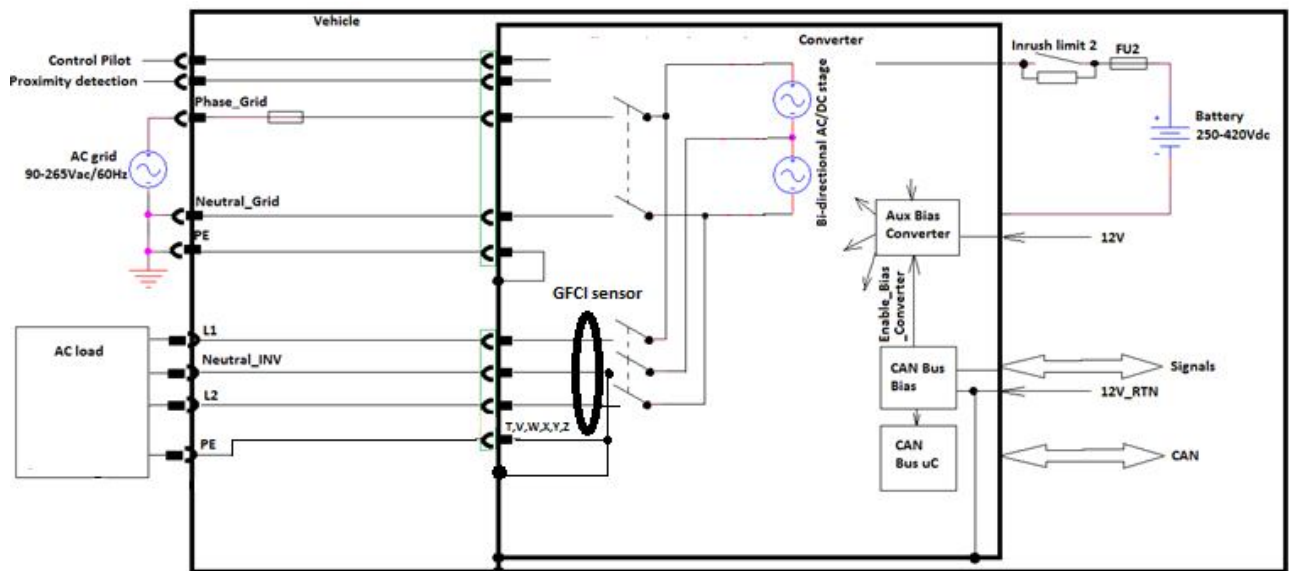 Vehicle
Converter
Control Pilot
Proximity detection
Phase_Grid
AC grid
90-265Vac/60Hz
Neutral_Grid
PE
Bi-directional AC/DC stage
Inrush limit 2
FU2
Battery
250-420Vdc
Aux Bias
Converter
12V
Enable_Bias
_Converter
GFCI sensor
AC load
L1
Neutral_INV
L2
PE
T,V,W,X,Y,Z
CAN Bus
Bias
Signals
12V_RTN
CAN
Bus uC
CAN